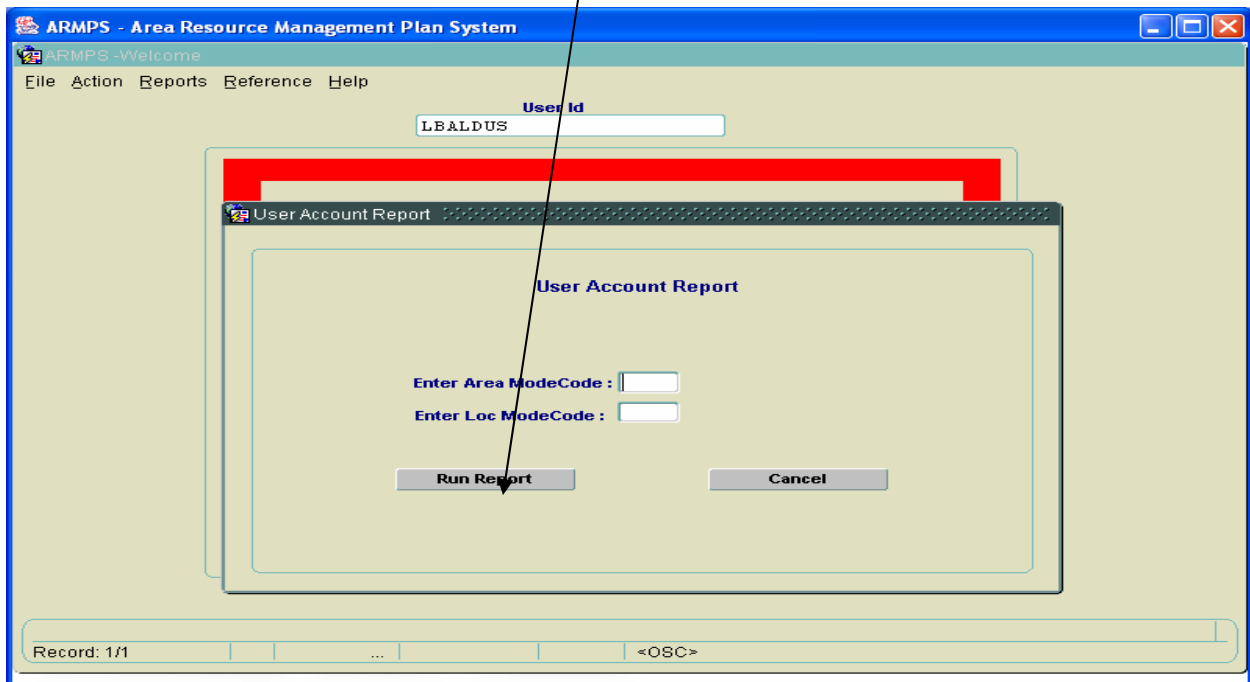 ARMPS - Area Resource Management Plan System
ARMPS -Welcome
File Action Reports Reference Help
User Id
LBALDUS
User Account Report
User Account Report
Enter Area ModeCode :
Enter Loc ModeCode :
Run Report Cancel
Record: 1/1 ... <OSC>